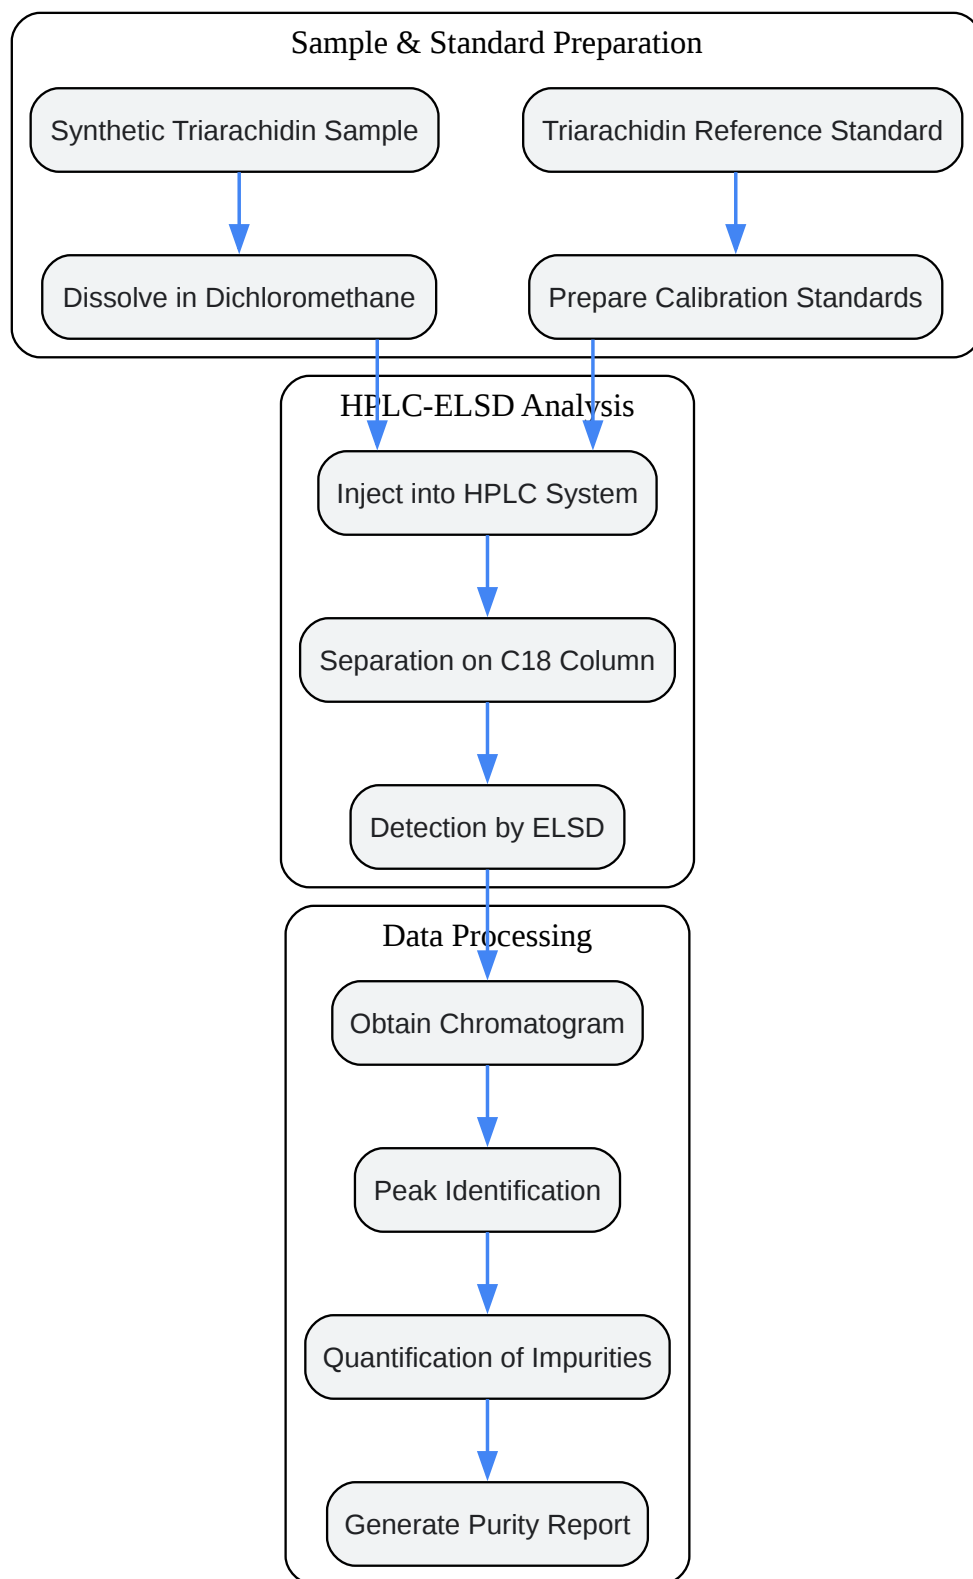 Sample & Standard Preparation
Synthetic Triarachidin Sample
Triarachidin Reference Standard
Dissolve in Dichloromethane
Prepare Calibration Standards
HPLC-ELSD Analysis
Inject into HPLC System
Separation on C18 Column
Detection by ELSD
Data Processing
Obtain Chromatogram
Peak Identification
Quantification of Impurities
Generate Purity Report